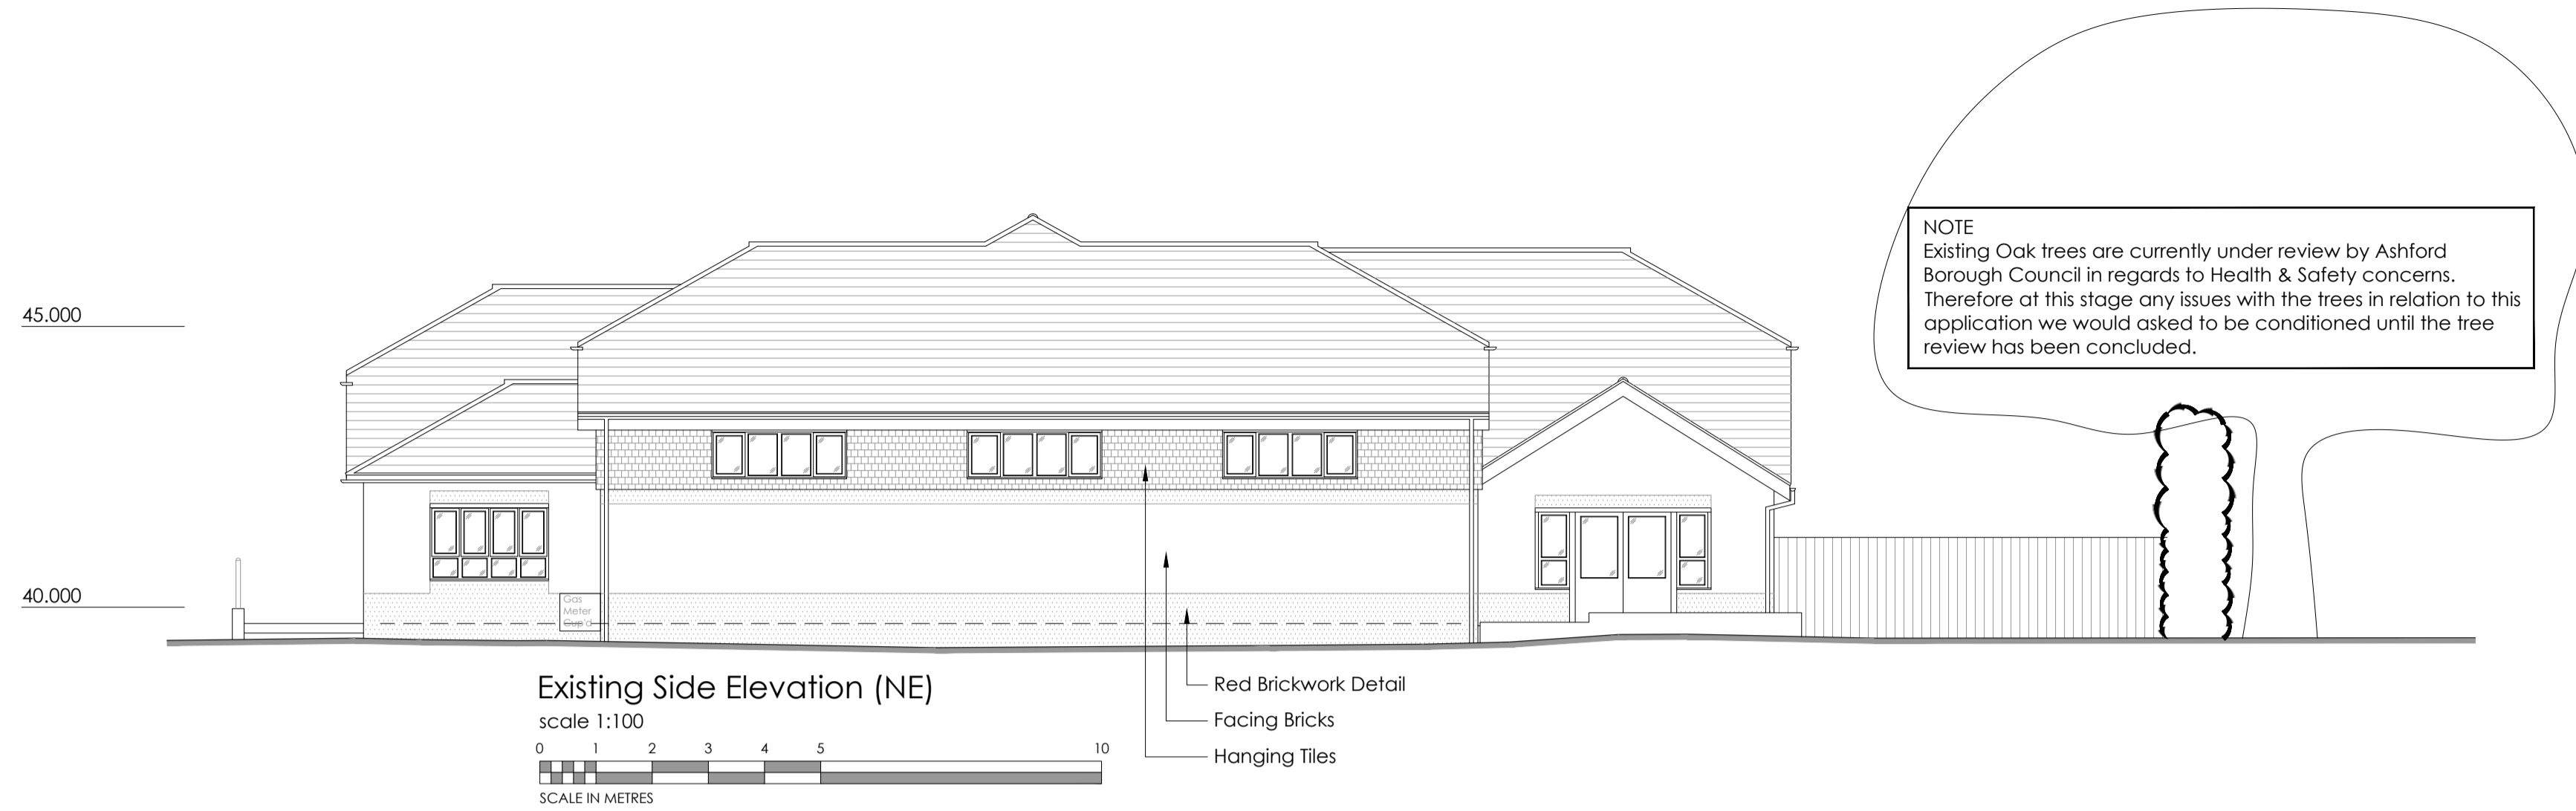 NOTE
Existing Oak trees are currently under review by Ashford
Borough Council in regards to Health & Safety concerns.
Therefore at this stage any issues with the trees in relation to this
application we would asked to be conditioned until the tree
review has been concluded.
45.000
40.000
Gas
Meter
Cup'd
Existing Side Elevation (NE)
scale 1:100
0 1 2 3 4 5 10
SCALE IN METRES
Red Brickwork Detail
Facing Bricks
Hanging Tiles